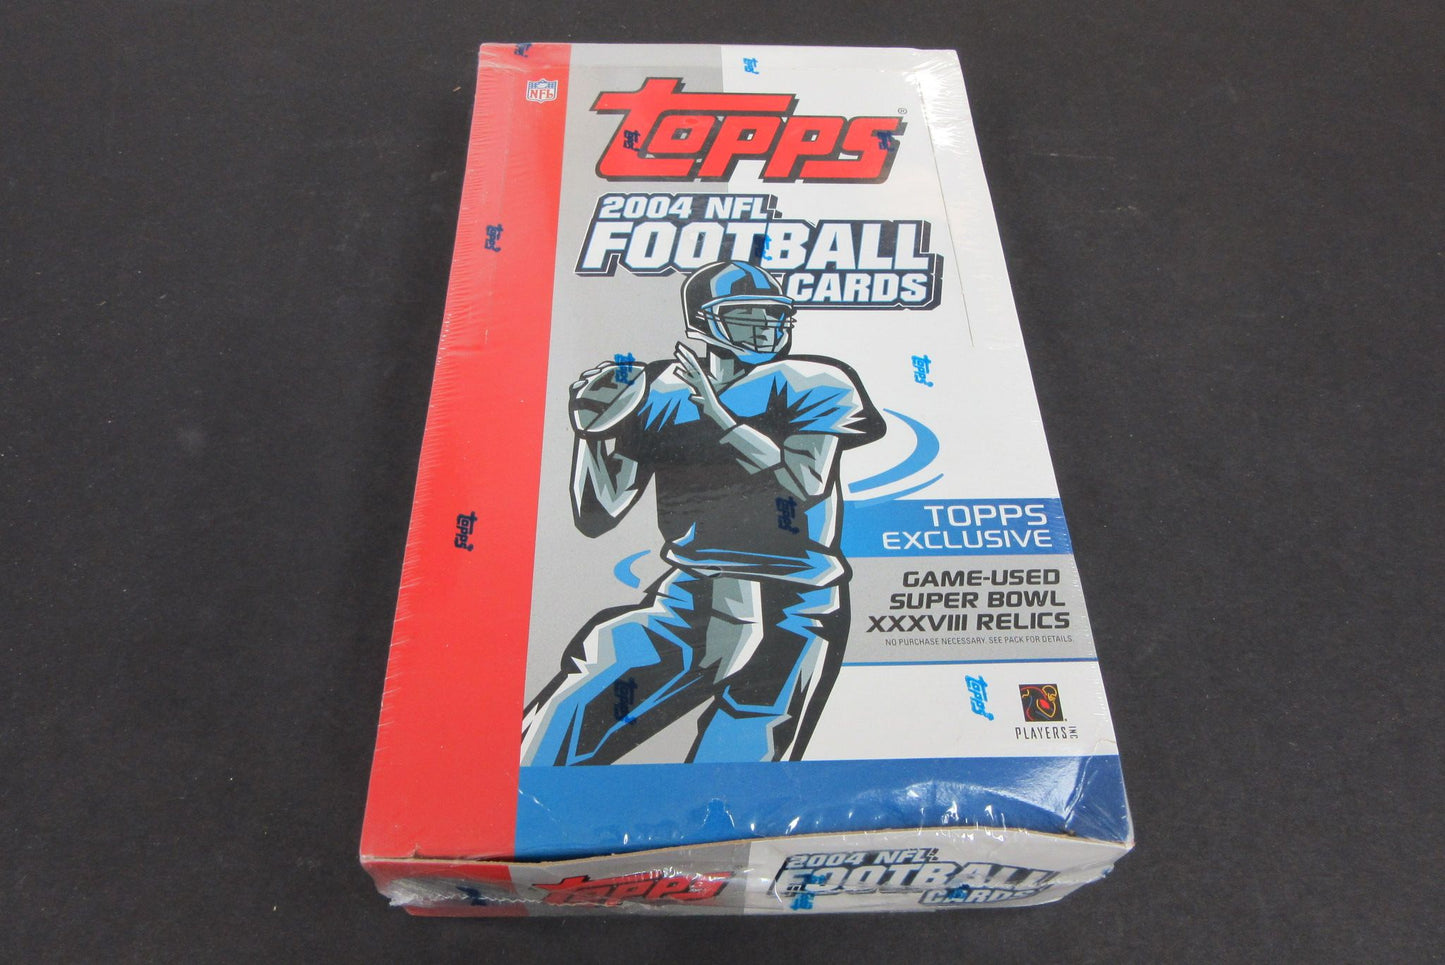 NFL
TOPPS®
2004 NFL
FOOTBALL
CARDS
TOPPS
EXCLUSIVE
GAME-USED
SUPER BOWL
XXXVIII RELICS
NO PURCHASE NECESSARY. SEE PACK FOR DETAILS.
PLAYERS INC
TOPPS
2004 NFL
FOOTBALL
CARDS